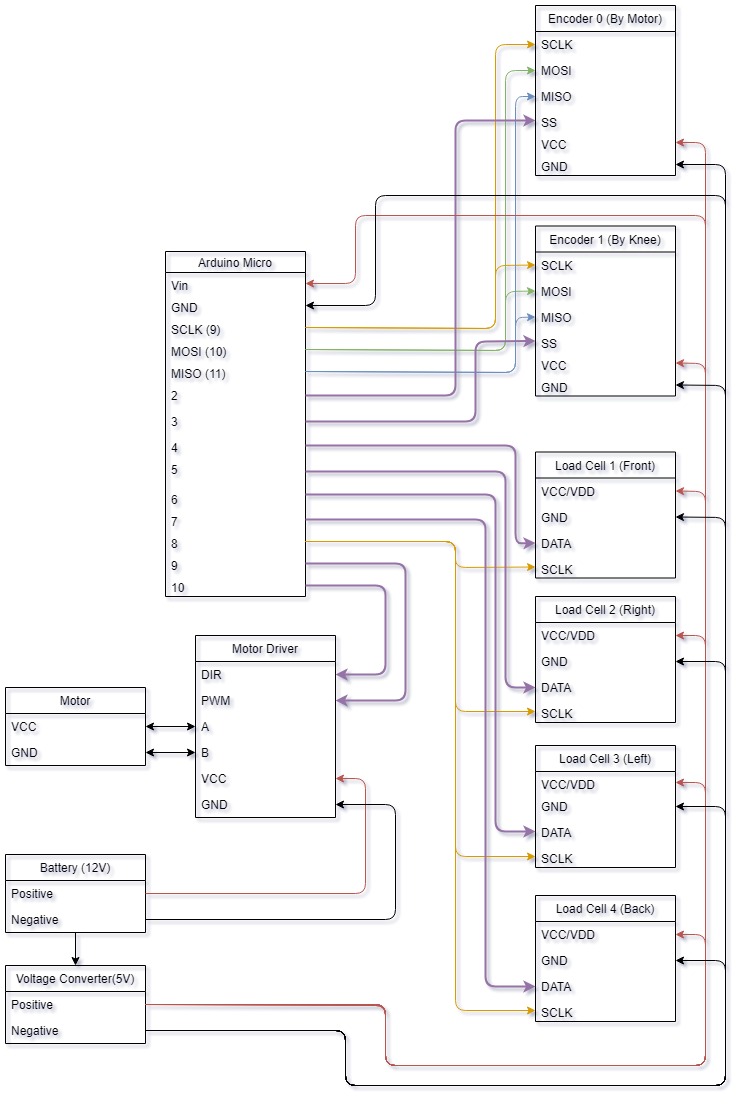 Encoder 0 (By Motor)
SCLK
MOSI
MISO
SS
VCC
GND
Encoder 1 (By Knee)
SCLK
MOSI
MISO
SS
VCC
GND
Arduino Micro
Vin
GND
SCLK (9)
MOSI (10)
MISO (11)
2
3
4
5
6
7
8
9
10
Load Cell 1 (Front)
VCC/VDD
GND
DATA
SCLK
Load Cell 2 (Right)
VCC/VDD
GND
DATA
SCLK
Motor Driver
DIR
PWM
A
B
VCC
GND
Motor
VCC
GND
Load Cell 3 (Left)
VCC/VDD
GND
DATA
SCLK
Battery (12V)
Positive
Negative
Load Cell 4 (Back)
VCC/VDD
GND
DATA
SCLK
Voltage Converter(5V)
Positive
Negative